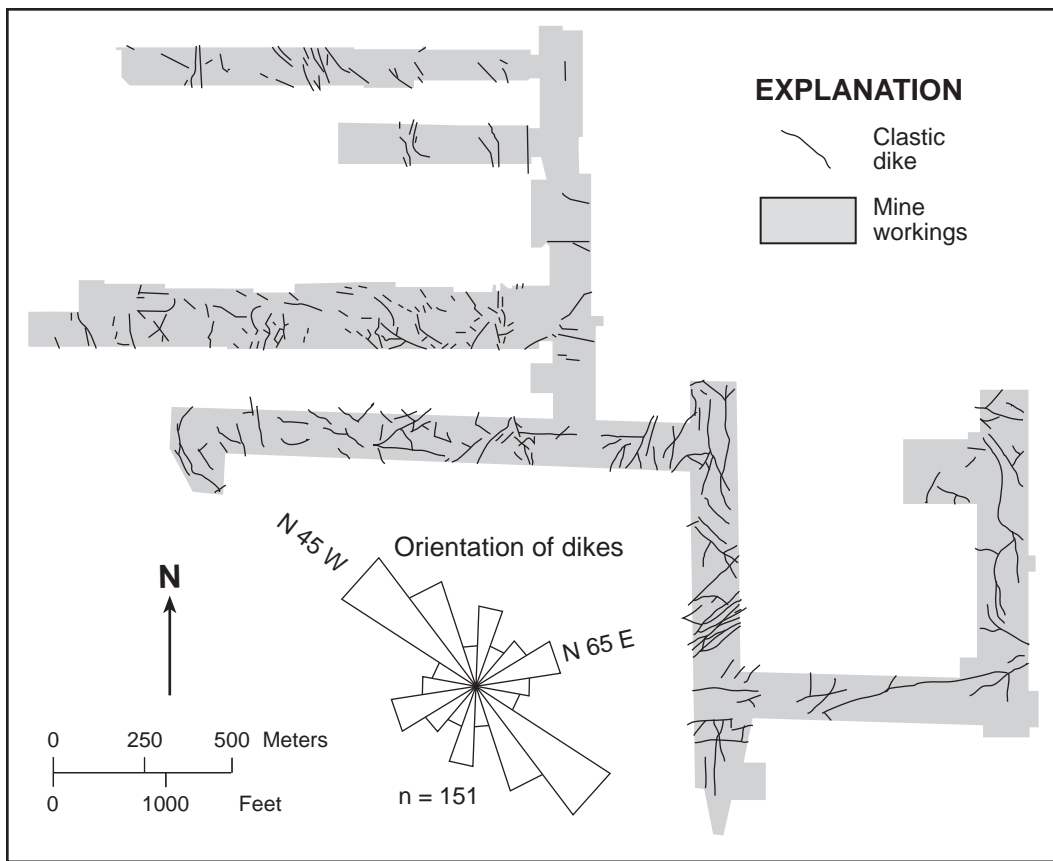 EXPLANATION
Clastic
dike
Mine
workings
Orientation of dikes
N 45 W
N 65 E
n = 151
N
0 250 500 Meters
0 1000 Feet